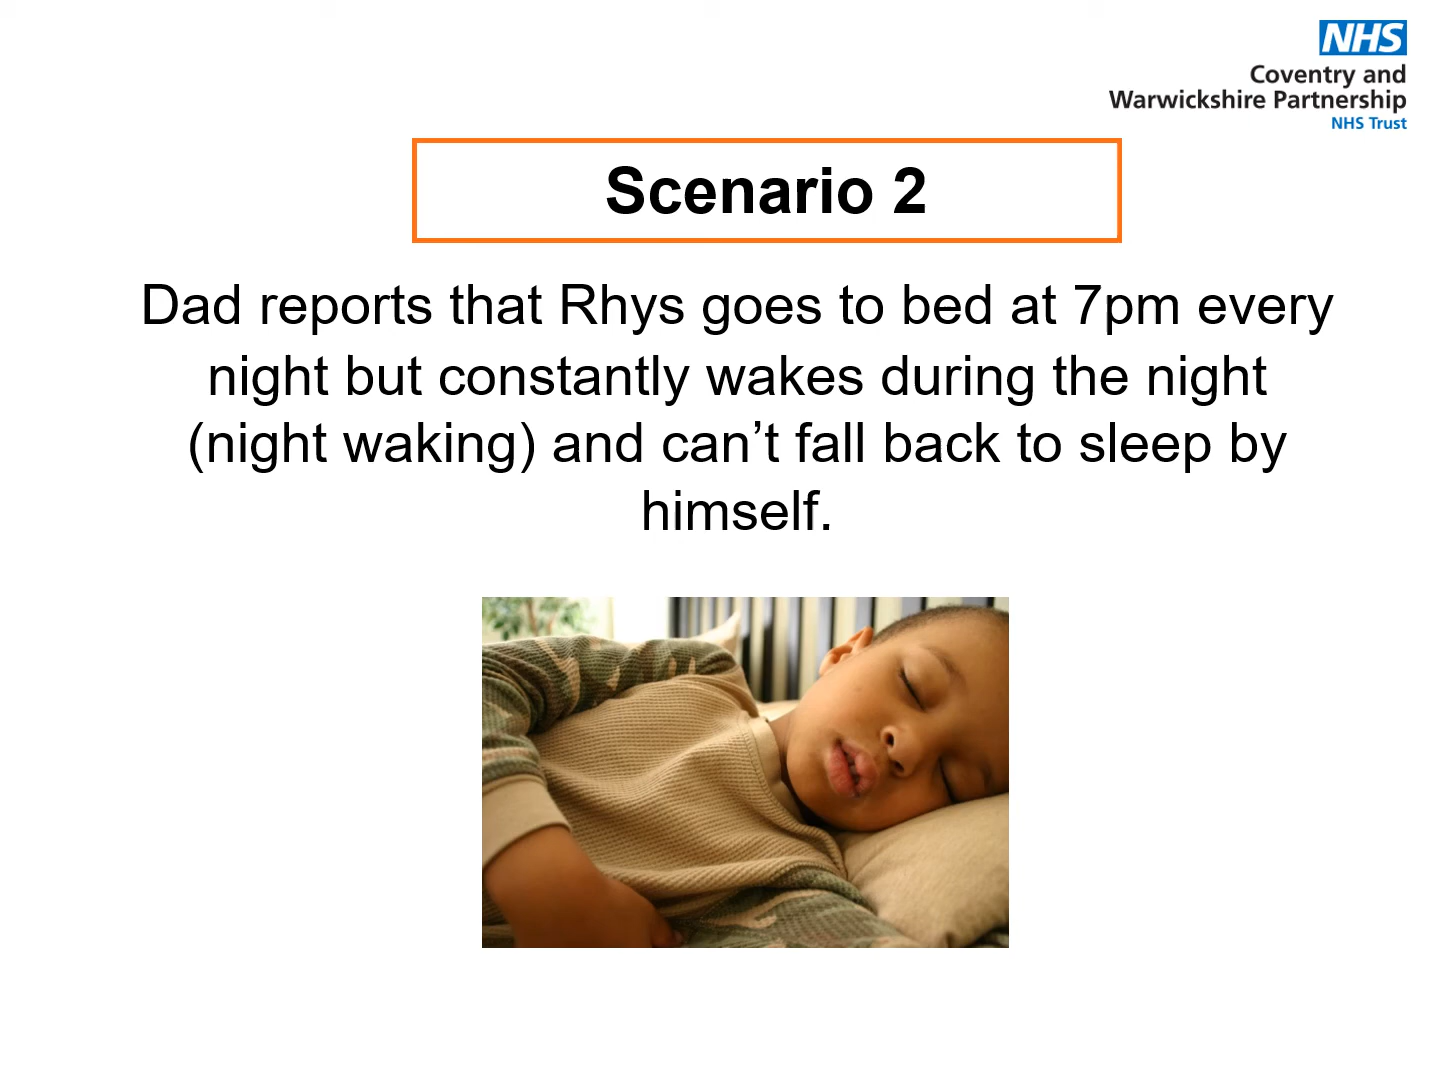 NHS
Coventry and
Warwickshire Partnership
NHS Trust
Scenario 2
Dad reports that Rhys goes to bed at 7pm every
night but constantly wakes during the night
(night waking) and can’t fall back to sleep by
himself.